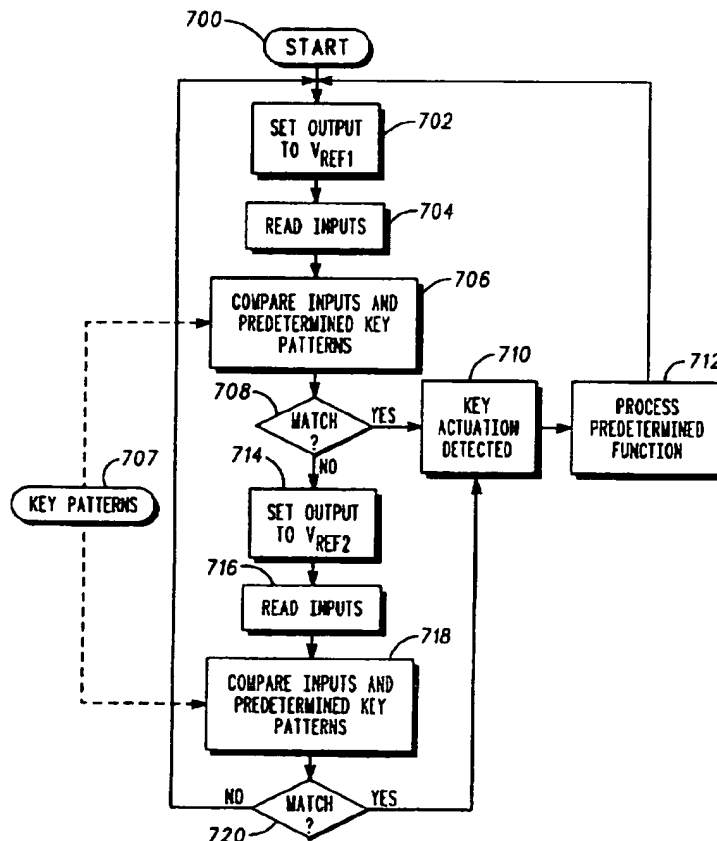 700
START
SET OUTPUT
TO VREF1
702
READ INPUTS
704
COMPARE INPUTS AND
PREDETERMINED KEY
PATTERNS
706
708
MATCH
?
YES
NO
710
KEY
ACTUATION
DETECTED
712
PROCESS
PREDETERMINED
FUNCTION
707
KEY PATTERNS
714
SET OUTPUT
TO VREF2
716
READ INPUTS
718
COMPARE INPUTS AND
PREDETERMINED KEY
PATTERNS
NO
MATCH
?
YES
720